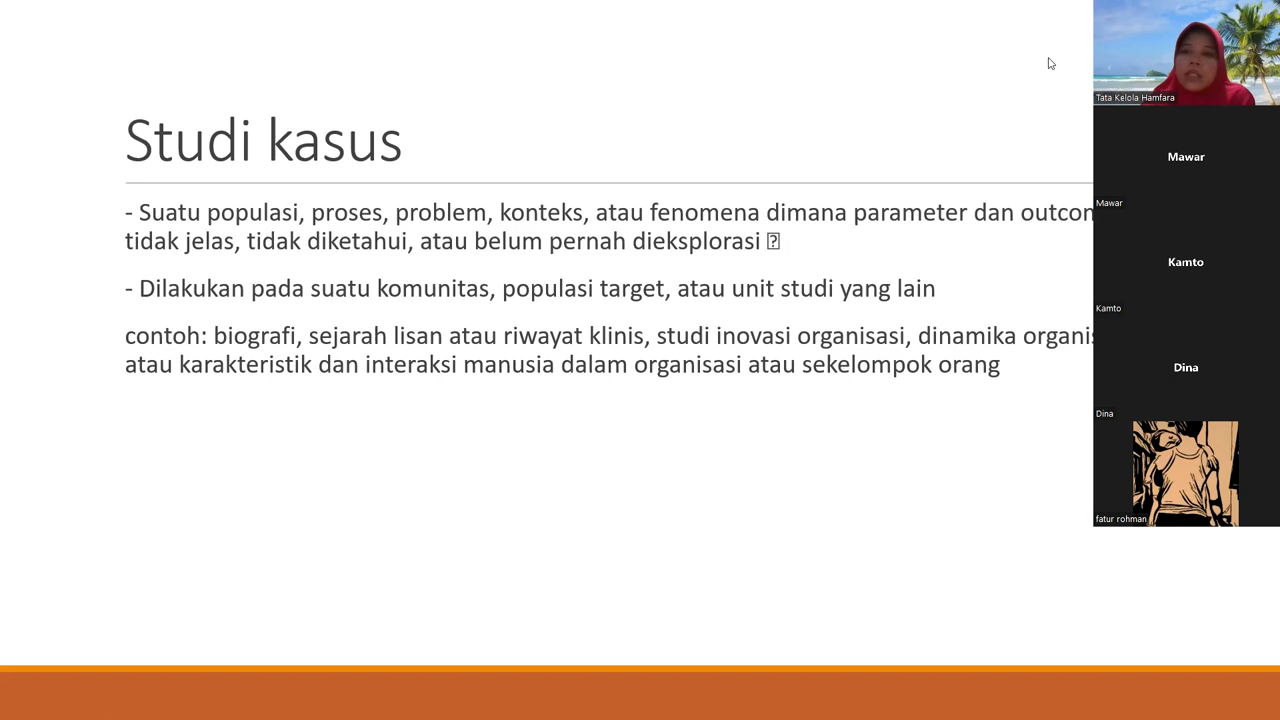 Studi kasus
- Suatu populasi, proses, problem, konteks, atau fenomena dimana parameter dan
tidak jelas, tidak diketahui, atau belum pernah dieksplorasi
- Dilakukan pada suatu komunitas, populasi target, atau unit studi yang lain
contoh: biografi, sejarah lisan atau riwayat klinis, studi inovasi organisasi, dinamika
atau karakteristik dan interaksi manusia dalam organisasi atau sekelompok orang
Tata Kelola Hamfara
Mawar
Mawar
Kamto
Kamto
Dina
Dina
fatur rohman